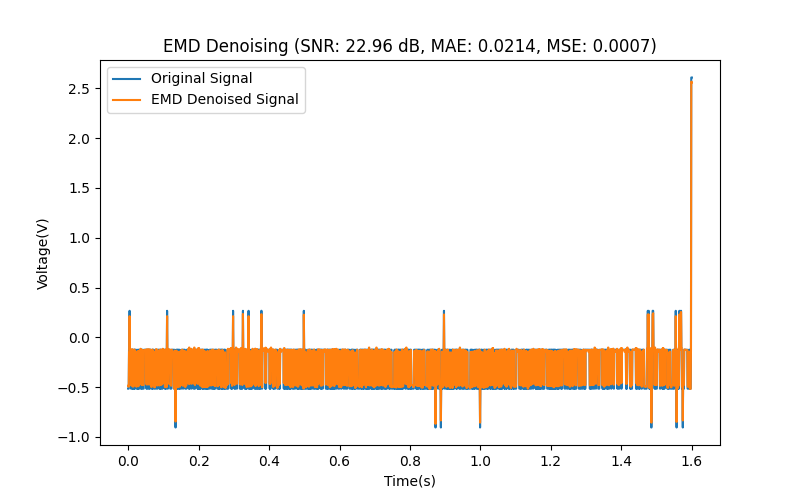 EMD Denoising (SNR: 22.96 dB, MAE: 0.0214, MSE: 0.0007)
Original Signal
EMD Denoised Signal
2.5
2.0
1.5
1.0
0.5
0.0
−0.5
−1.0
Voltage(V)
0.0 0.2 0.4 0.6 0.8 1.0 1.2 1.4 1.6
Time(s)